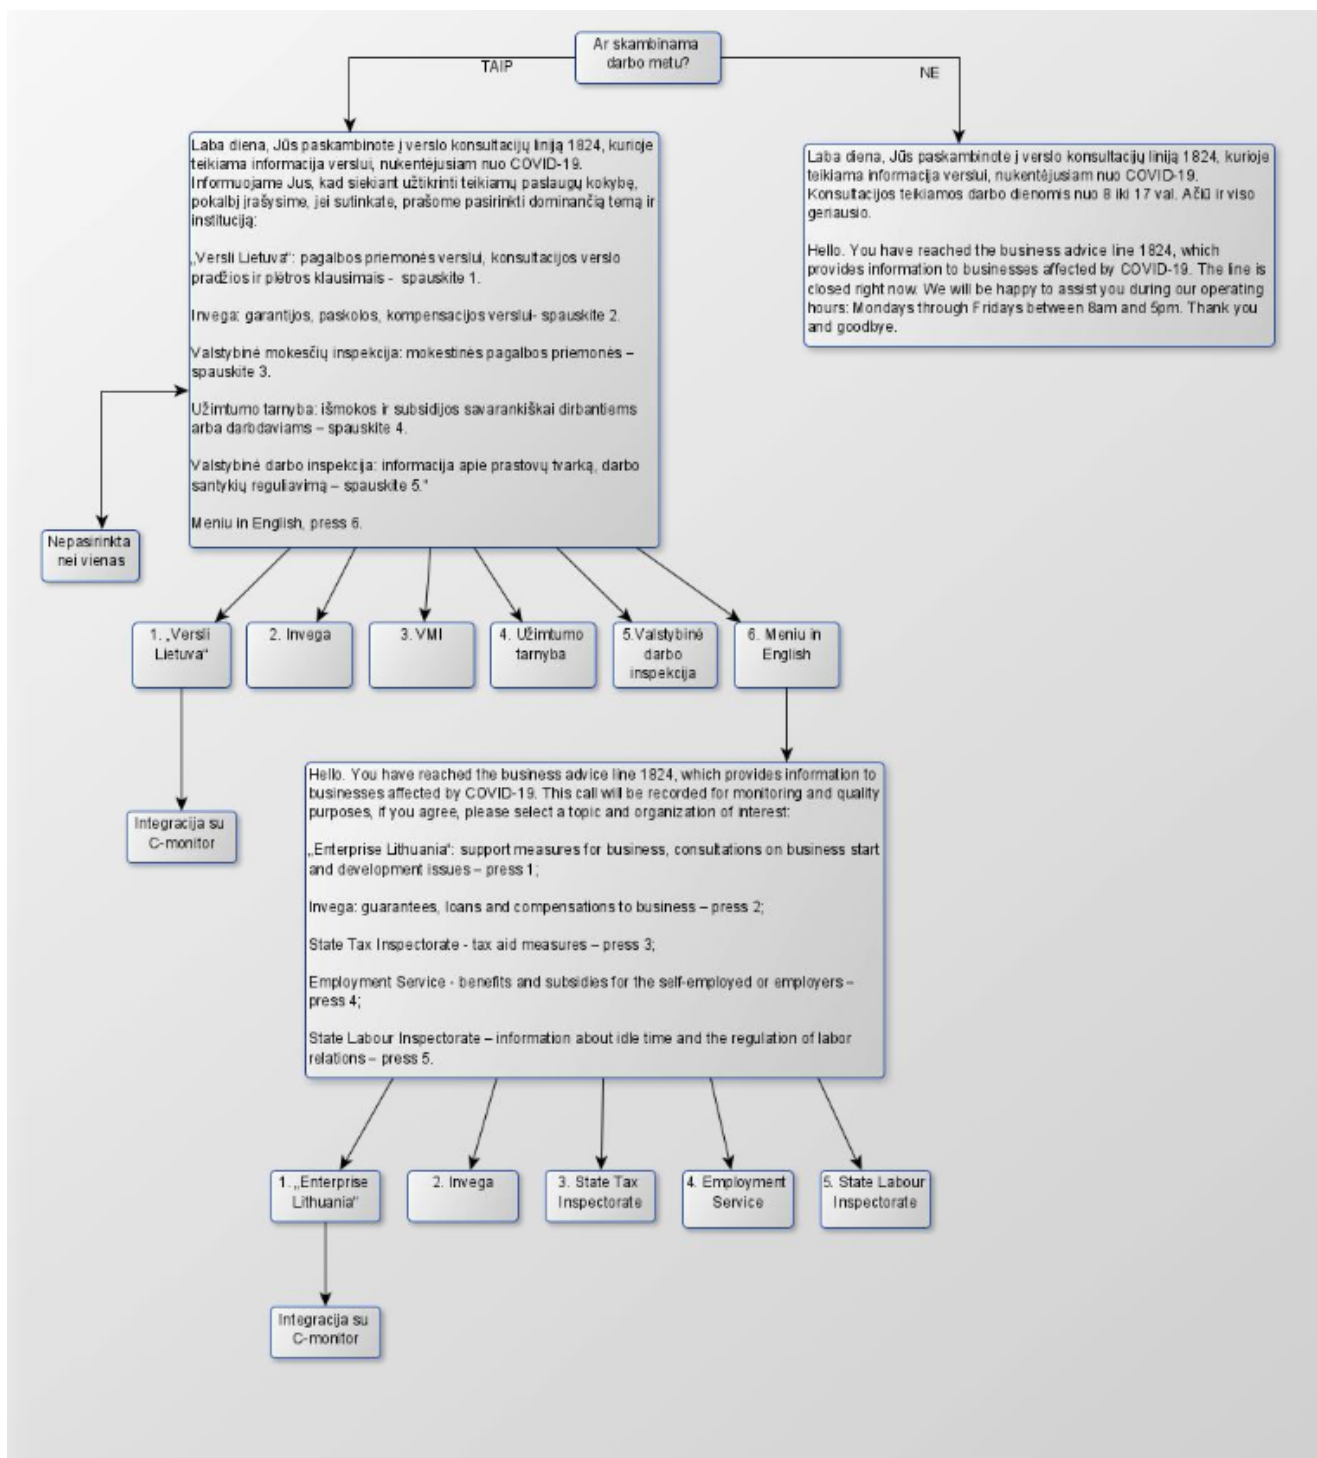 Ar skambinama
darbo metu?
TAIP
NE
Laba diena, Jūs paskambinote į verslo konsultacijų liniją 1824, kurioje
teikiama informacija verslui, nukentėjusiam nuo COVID-19.
Informuojame Jus, kad siekiant užtikrinti teikiamų paslaugų kokybę,
pokalbį įrašysime, jei sutinkate, prašome pasirinkti dominančią temą ir
instituciją:
„Versli Lietuva“: pagalbos priemonės verslui, konsultacijos verslo
pradžios ir plėtros klausimais - spauskite 1.
Invega: garantijos, paskolos, kompensacijos verslui- spauskite 2.
Valstybinė mokesčių inspekcija: mokestinės pagalbos priemonės –
spauskite 3.
Užimtumo tarnyba: išmokos ir subsidijos savarankiškai dirbantiems
arba darbdaviams – spauskite 4.
Valstybinė darbo inspekcija: informacija apie prastovų tvarką, darbo
santykių reguliavimą – spauskite 5."
Meniu in English, press 6.
Laba diena, Jūs paskambinote į verslo konsultacijų liniją 1824, kurioje
teikiama informacija verslui, nukentėjusiam nuo COVID-19.
Konsultacijos teikiamos darbo dienomis nuo 8 iki 17 val. Ačiū ir viso
geriausio.
Hello. You have reached the business advice line 1824, which
provides information to businesses affected by COVID-19. The line is
closed right now. We will be happy to assist you during our operating
hours: Mondays through Fridays between 8am and 5pm. Thank you
and goodbye.
Nepasirinkta
nei vienas
1. „Versli
Lietuva“
2. Invega
3. VMI
4. Užimtumo
tarnyba
5.Valstybinė
darbo
inspekcija
6. Meniu in
English
Integracija su
C-monitor
Hello. You have reached the business advice line 1824, which provides information to
businesses affected by COVID-19. This call will be recorded for monitoring and quality
purposes, if you agree, please select a topic and organization of interest:
„Enterprise Lithuania“: support measures for business, consultations on business start
and development issues – press 1;
Invega: guarantees, loans and compensations to business – press 2;
State Tax Inspectorate - tax aid measures – press 3;
Employment Service - benefits and subsidies for the self-employed or employers –
press 4;
State Labour Inspectorate – information about idle time and the regulation of labor
relations – press 5.
1. „Enterprise
Lithuania“
2. Invega
3. State Tax
Inspectorate
4. Employment
Service
5. State Labour
Inspectorate
Integracija su
C-monitor